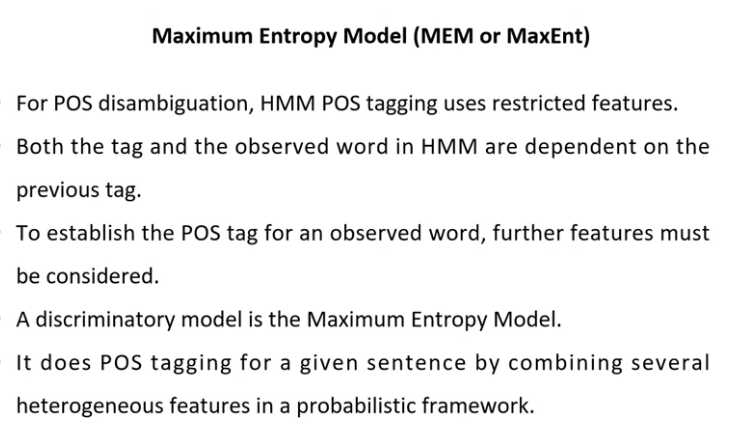 Maximum Entropy Model (MEM or MaxEnt)
For POS disambiguation, HMM POS tagging uses restricted features.
Both the tag and the observed word in HMM are dependent on the
previous tag.
To establish the POS tag for an observed word, further features must
be considered.
A discriminatory model is the Maximum Entropy Model.
It does POS tagging for a given sentence by combining several
heterogeneous features in a probabilistic framework.